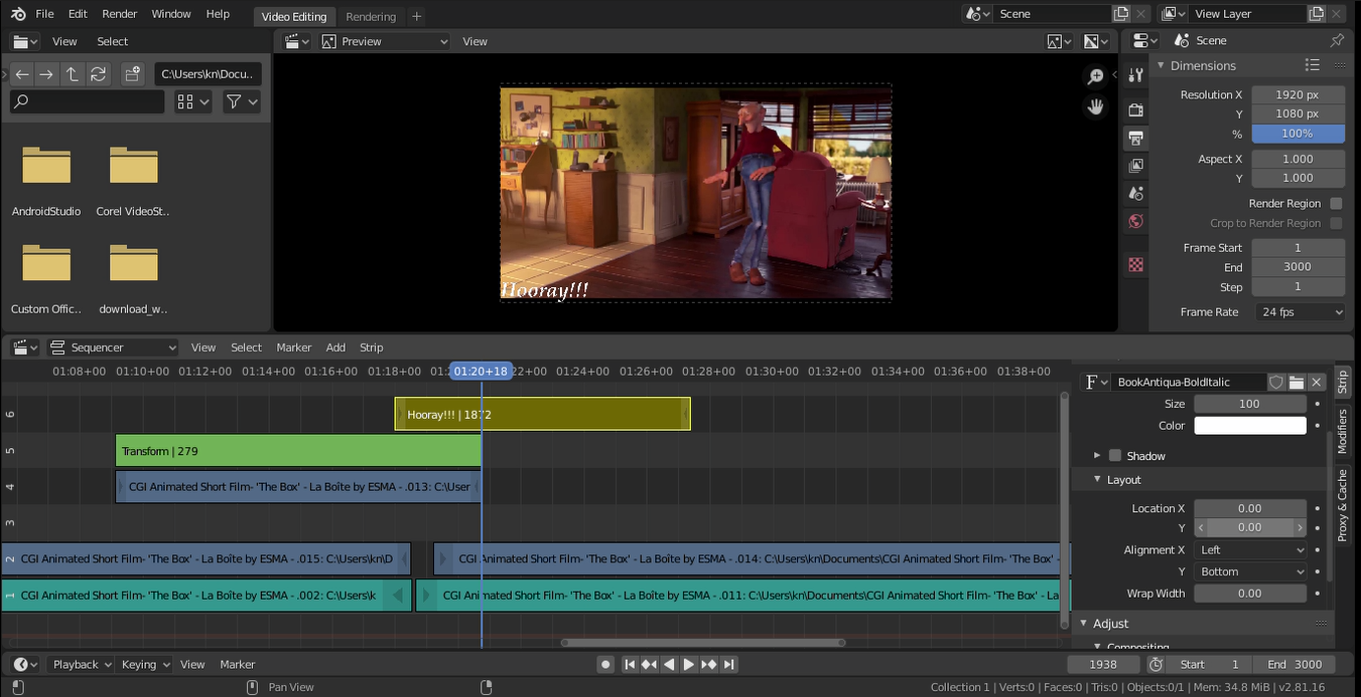 File Edit Render Window Help Video Editing Rendering + Scene View Layer
View Select Preview View Scene
C:\Users\kn\Docu..
Dimensions
Resolution X 1920 px
Y 1080 px
% 100%
Aspect X 1.000
Y 1.000
Render Region
Crop to Render Region
Frame Start 1
End 3000
Step 1
Frame Rate 24 fps
AndroidStudio Corel VideoSt..
Custom Offic.. download_w..
Hooray!!!
Sequencer View Select Marker Add Strip
01:08+00 01:10+00 01:12+00 01:14+00 01:16+00 01:18+00 01:20+18 22+00 01:24+00 01:26+00 01:28+00 01:30+00 01:32+00 01:34+00 01:36+00 01:38+00
6 Hooray!!! | 1872
5 Transform | 279
4 CGI Animated Short Film- 'The Box' - La Boîte by ESMA - .013: C:\User
3
2 CGI Animated Short Film- 'The Box' - La Boîte by ESMA - .015: C:\Users\kn\D CGI Animated Short Film- 'The Box' - La Boîte by ESMA - .014: C:\Users\kn\Documents\CGI Animated Short Film- 'The Box' -
1 CGI Animated Short Film- 'The Box' - La Boîte by ESMA - .002: C:\Users\k CGI Animated Short Film- 'The Box' - La Boîte by ESMA - .011: C:\Users\kn\Documents\CGI Animated Short Film- 'The Box' - La
F BookAntiqua-BoldItalic
Size 100
Color
Shadow
Layout
Location X 0.00
Y 0.00
Alignment X Left
Y Bottom
Wrap Width 0.00
Adjust
Compositing
Strip
Modifiers
Proxy & Cache
Playback Keying View Marker 1938 Start 1 End 3000
Pan View Collection 1 | Verts:0 | Faces:0 | Tris:0 | Objects:0/1 | Mem: 34.8 MiB | v2.81.16